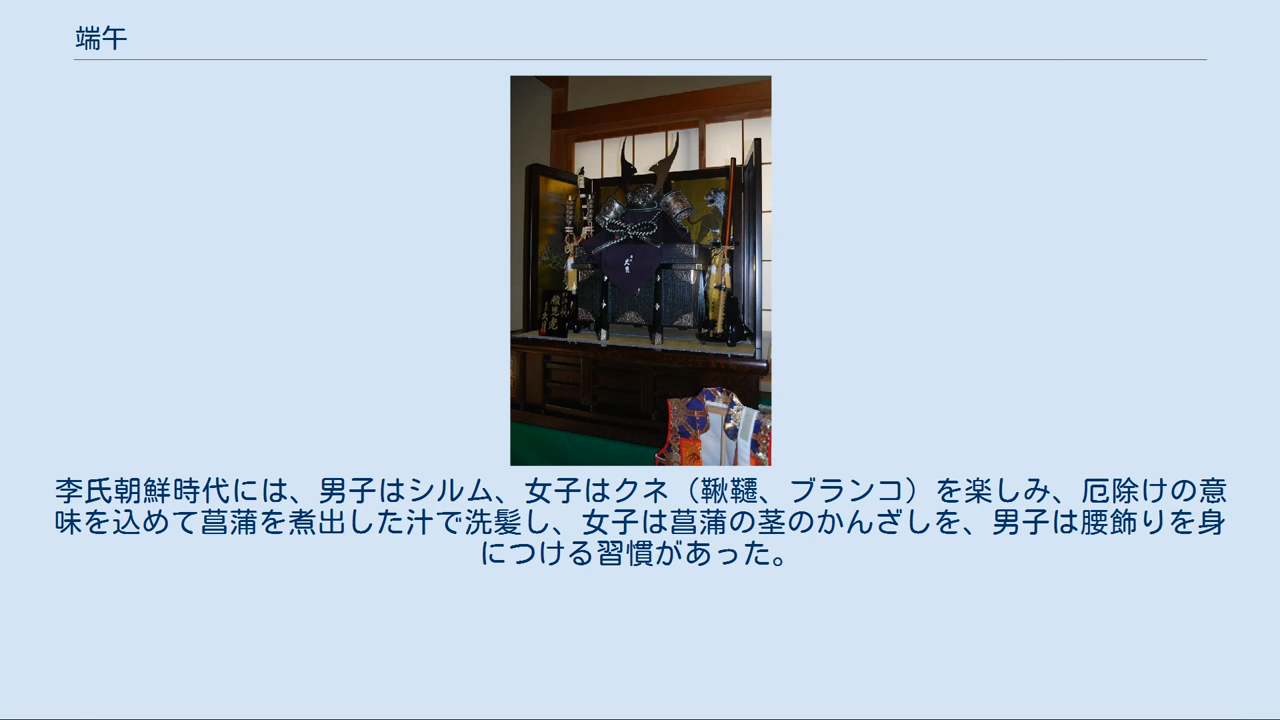 端午
李氏朝鮮時代には、男子はシルム、女子はクネ（鞦韆、ブランコ）を楽しみ、厄除けの意
味を込めて菖蒲を煮出した汁で洗髪し、女子は菖蒲の茎のかんざしを、男子は腰飾りを身
につける習慣があった。